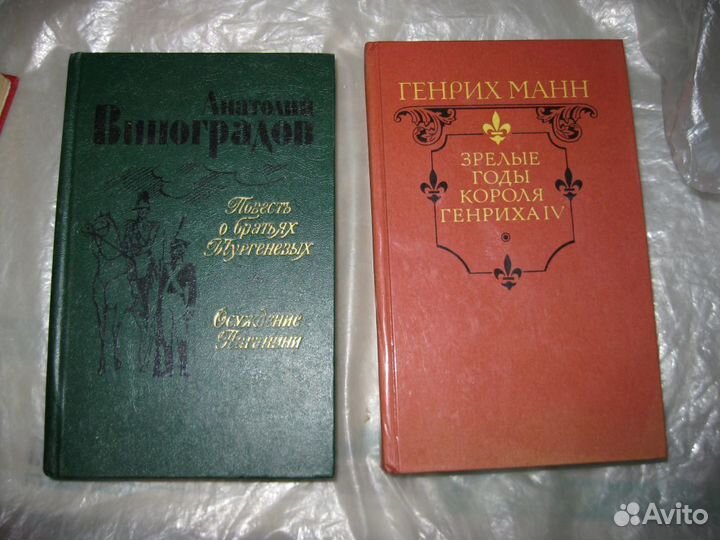 Анатолий
Виноградов
Повесть
о братьях
Тургеневых
Осуждение
Паганини
ГЕНРИХ МАНН
ЗРЕЛЫЕ
ГОДЫ
КОРОЛЯ
ГЕНРИХА IV
Avito